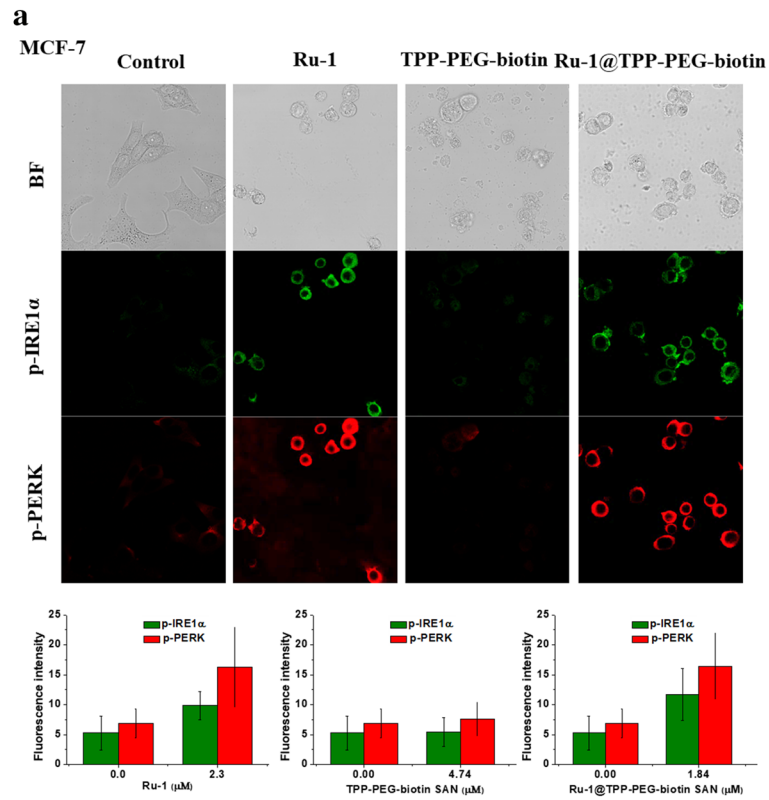 a
MCF-7
Control
Ru-1
TPP-PEG-biotin
Ru-1@TPP-PEG-biotin
BF
p-IRE1α
p-PERK
25
20
15
10
5
0
Fluorescence intensity
p-IRE1α
p-PERK
0.0
2.3
Ru-1 (μM)
25
20
15
10
5
0
Fluorescence intensity
p-IRE1α
p-PERK
0.00
4.74
TPP-PEG-biotin SAN (μM)
25
20
15
10
5
0
Fluorescence intensity
p-IRE1α
p-PERK
0.00
1.84
Ru-1@TPP-PEG-biotin SAN (μM)